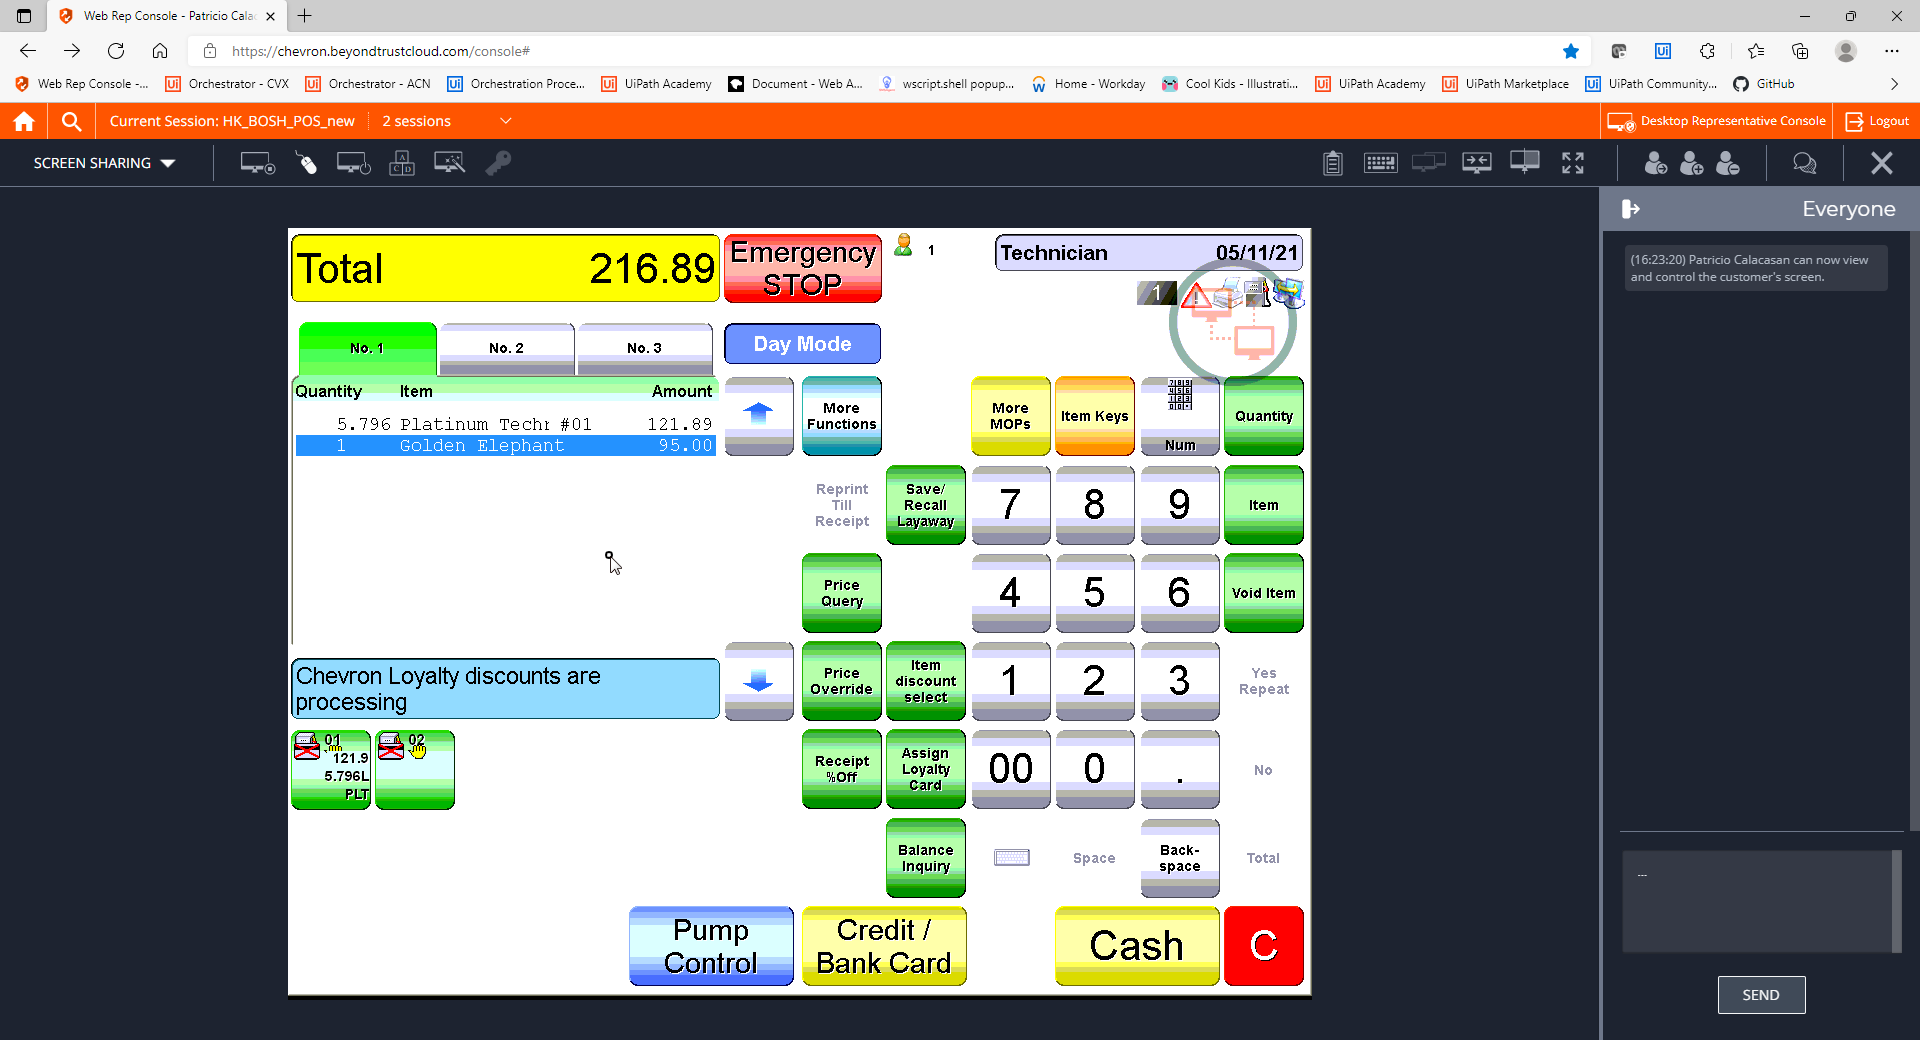 Web Rep Console - Patricio Cala
https://chevron.beyondtrustcloud.com/console#
Web Rep Console -...
Orchestrator - CVX
Orchestrator - ACN
Orchestration Proce...
UiPath Academy
Document - Web A...
wscript.shell popup...
Home - Workday
Cool Kids - Illustrati...
UiPath Academy
UiPath Marketplace
UiPath Community...
GitHub
Current Session: HK_BOSH_POS_new
2 sessions
Desktop Representative Console
Logout
SCREEN SHARING
Everyone
(16:23:20) Patricio Calacasan can now view
and control the customer's screen.
Total 216.89
Emergency
STOP
1
Technician 05/11/21
1
No. 1
No. 2
No. 3
Day Mode
Quantity Item Amount
5.796 Platinum Techr #01 121.89
1 Golden Elephant 95.00
More
Functions
More
MOPs
Item Keys
Num
Quantity
Reprint
Till
Receipt
Save/
Recall
Layaway
7
8
9
Item
Price
Query
4
5
6
Void Item
Chevron Loyalty discounts are
processing
Price
Override
Item
discount
select
1
2
3
Yes
Repeat
01
121.9
5.796L
PLT
02
Receipt
%Off
Assign
Loyalty
Card
00
0
.
No
Balance
Inquiry
Space
Back-
space
Total
Pump
Control
Credit /
Bank Card
Cash
C
SEND